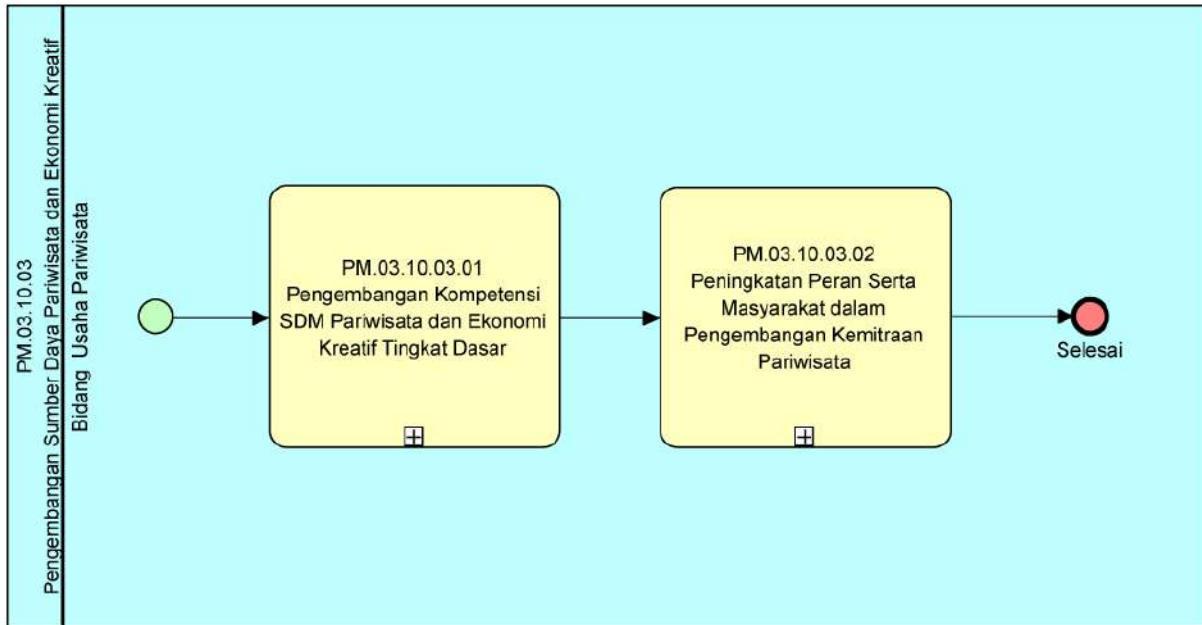 PM.03.10.03
Pengembangan Sumber Daya Pariwisata dan Ekonomi Kreatif
Bidang Usaha Pariwisata
PM.03.10.03.01
Pengembangan Kompetensi
SDM Pariwisata dan Ekonomi
Kreatif Tingkat Dasar
PM.03.10.03.02
Peningkatan Peran Serta
Masyarakat dalam
Pengembangan Kemitraan
Pariwisata
Selesai